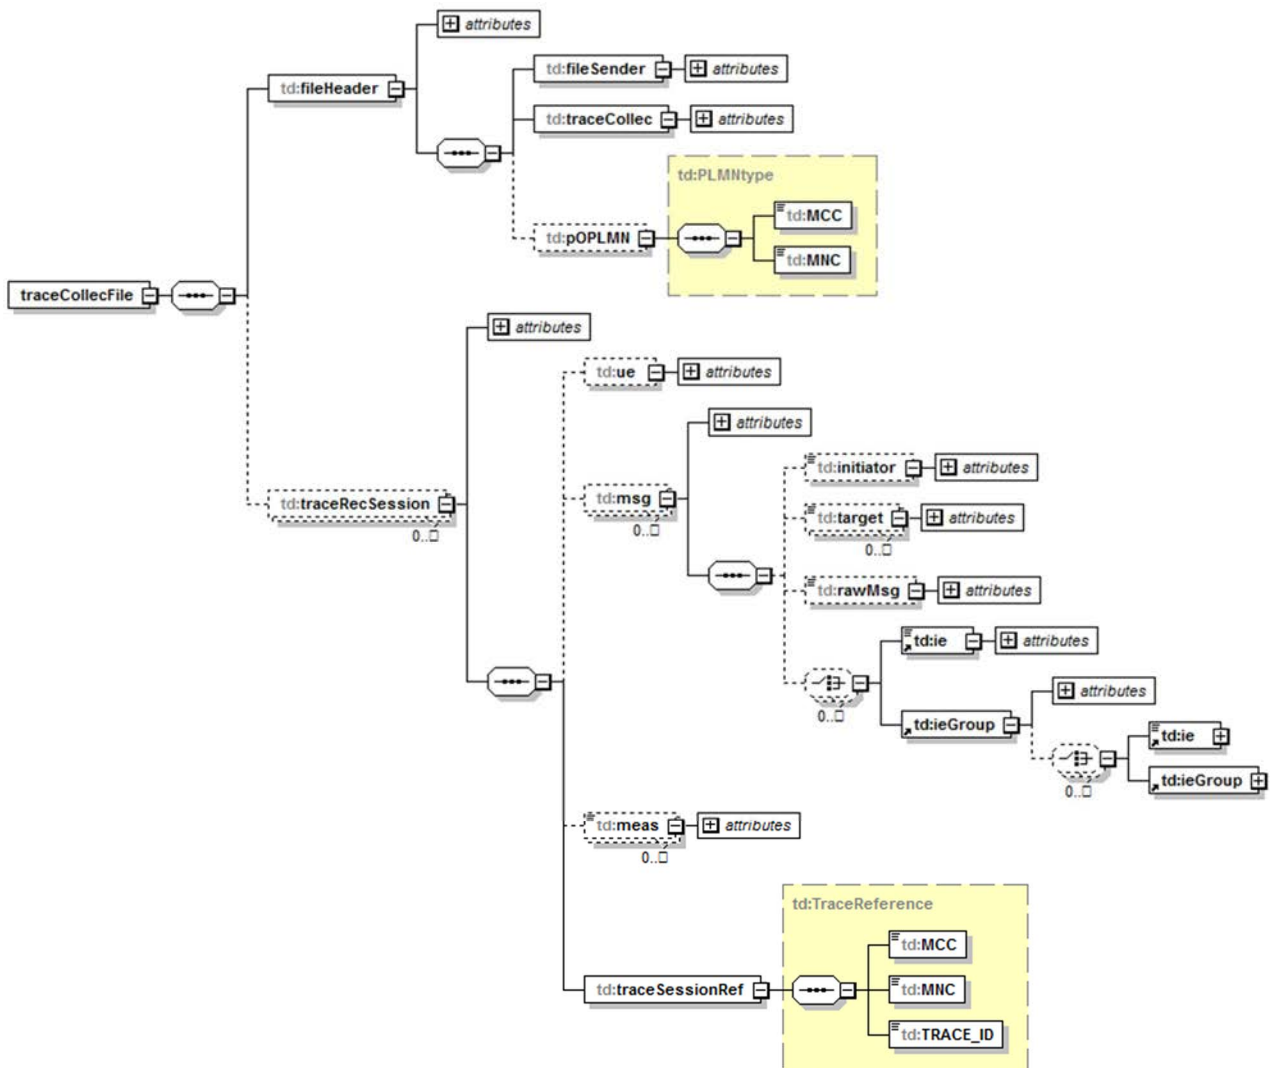 attributes
td:fileSender
attributes
td:fileHeader
td:traceCollec
attributes
td:PLMNtype
td:MCC
td:pOPLMN
td:MNC
traceCollecFile
attributes
td:ue
attributes
attributes
td:initiator
attributes
td:msg
0..□
td:traceRecSession
0..□
td:target
attributes
0..□
td:rawMsg
attributes
td:ie
attributes
0..□
attributes
td:ieGroup
td:ie
td:ieGroup
0..□
td:meas
attributes
0..□
td:TraceReference
td:MCC
td:traceSessionRef
td:MNC
td:TRACE_ID